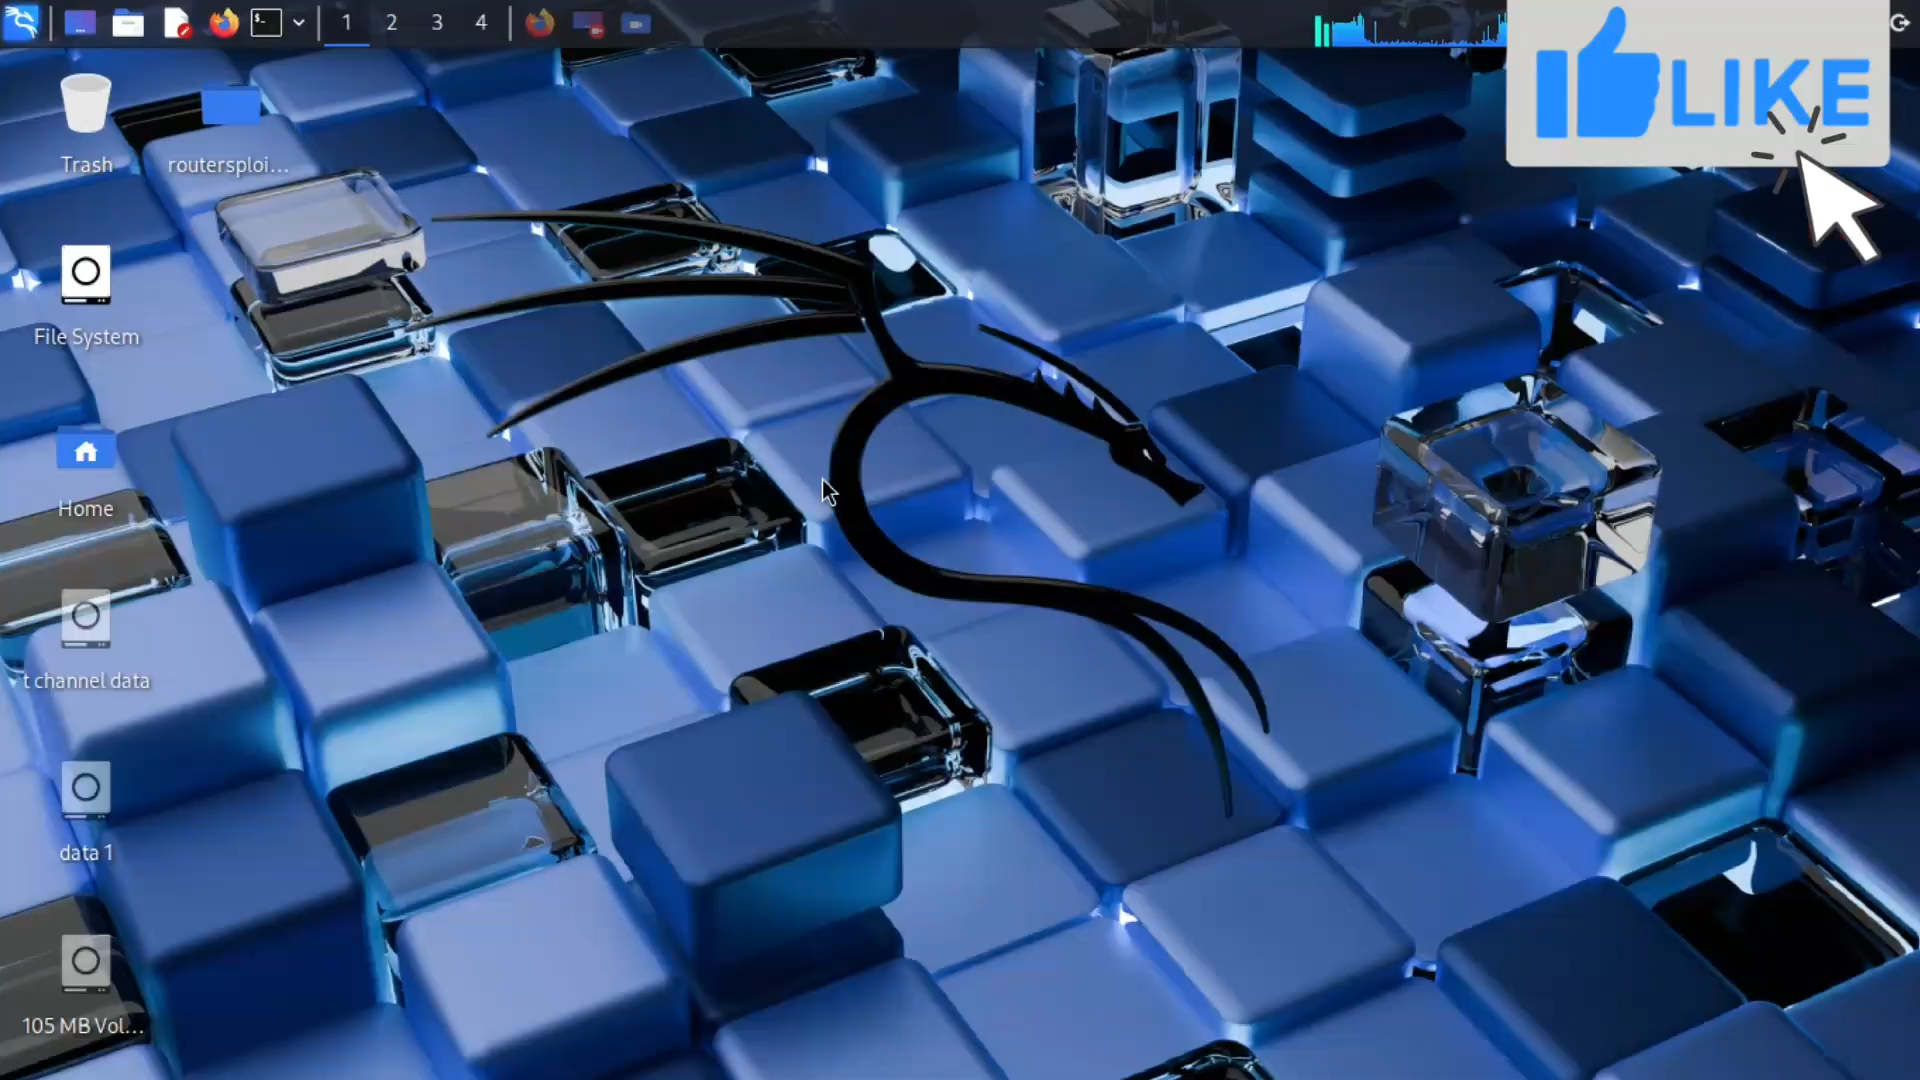 $_
1 2 3 4
LIKE
Trash
routersploi...
File System
Home
t channel data
data 1
105 MB Vol...